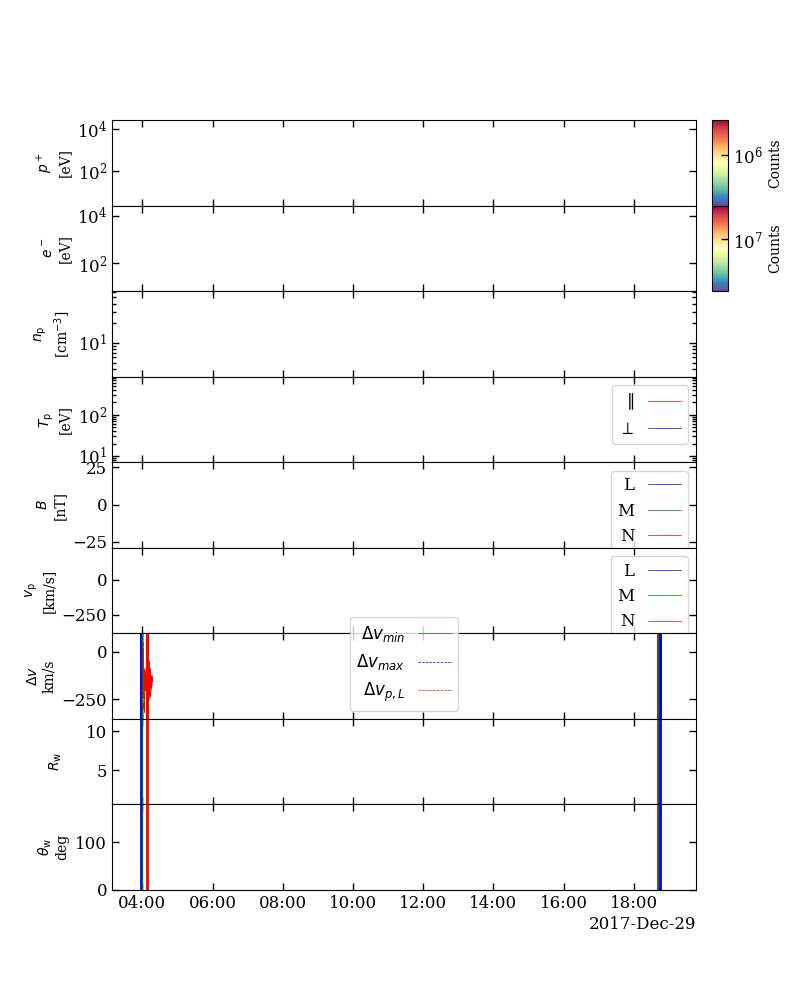 10^4
10^2
p^+
[eV]
10^6
Counts
10^4
10^2
e^−
[eV]
10^7
Counts
10^1
n_p
[cm^−3]
10^2
10^1
T_p
[eV]
∥
⊥
25
0
−25
B
[nT]
L
M
N
0
−250
v_p
[km/s]
L
M
N
0
−250
Δv
km/s
Δv_min
Δv_max
Δv_p,L
10
5
R_w
100
0
θ_w
deg
04:00 06:00 08:00 10:00 12:00 14:00 16:00 18:00
2017-Dec-29